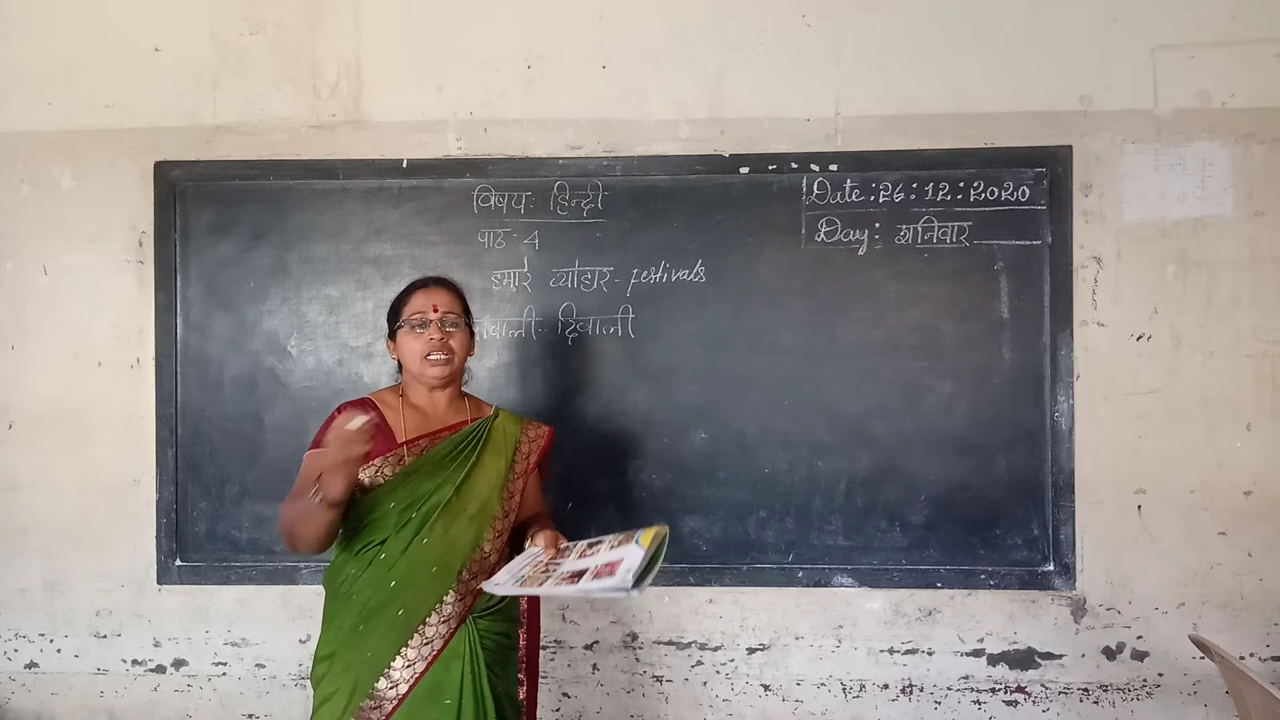 विषय: हिन्दी
Date: 26:12:2020
पाठ - 4
Day: शनिवार
हमारे त्योहार - festivals
दिवाली